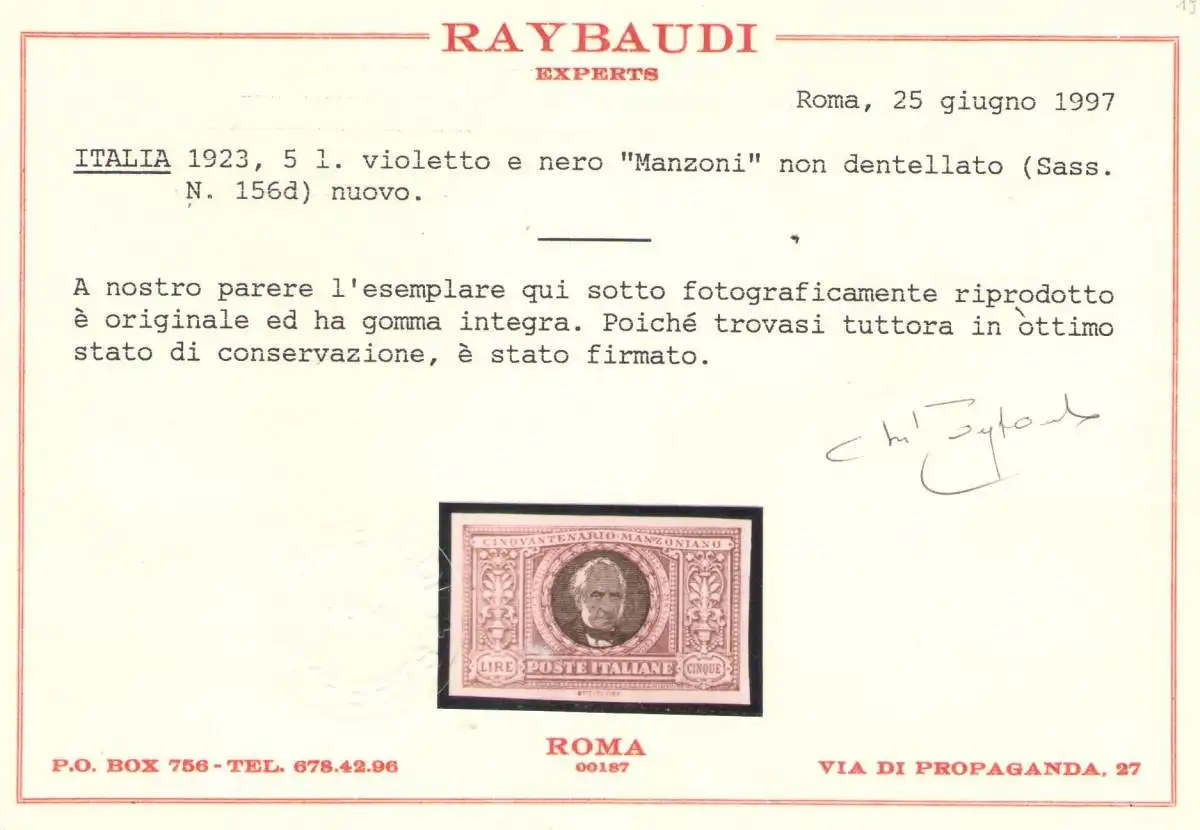 RAYBAUDI
EXPERTS
Roma, 25 giugno 1997
ITALIA 1923, 5 l. violetto e nero "Manzoni" non dentellato (Sass.
N. 156d) nuovo.
A nostro parere l'esemplare qui sotto fotograficamente riprodotto
è originale ed ha gomma integra. Poiché trovasi tuttora in ottimo
stato di conservazione, è stato firmato.
CINQVANTENARIO·MANZONIANO
LIRE POSTE ITALIANE CINQUE
ROMA
00187
P.O. BOX 756 - TEL. 678.42.96
VIA DI PROPAGANDA, 27